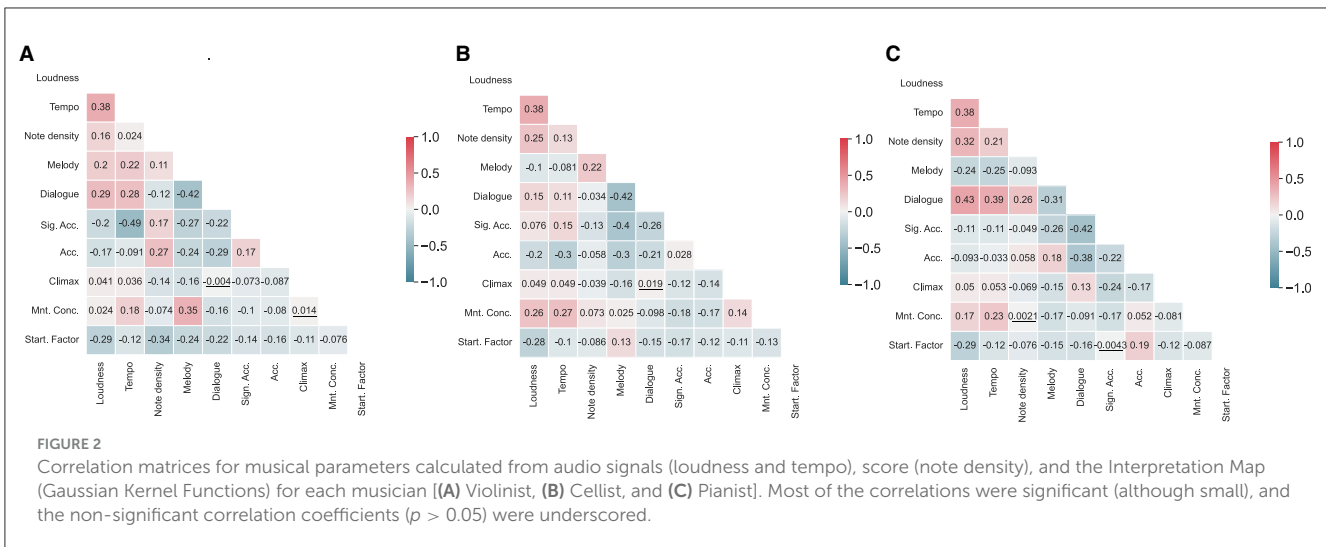 A
Loudness
Tempo 0.38
Note density 0.16 0.024
Melody 0.2 0.22 0.11
Dialogue 0.29 0.28 -0.12 -0.42
Sig. Acc. -0.2 -0.49 0.17 -0.27 -0.22
Acc. -0.17 -0.091 0.27 -0.24 -0.29 0.17
Climax 0.041 0.036 -0.14 -0.16 -0.004 -0.073 -0.087
Mnt. Conc. 0.024 0.18 -0.074 0.35 -0.16 -0.1 -0.08 0.014
Start. Factor -0.29 -0.12 -0.34 -0.24 -0.22 -0.14 -0.16 -0.11 -0.076
Loudness Tempo Note density Melody Dialogue Sign. Acc. Acc. Climax Mnt. Conc. Start. Factor
1.0
0.5
0.0
−0.5
−1.0
B
Loudness
Tempo 0.38
Note density 0.25 0.13
Melody -0.1 -0.081 0.22
Dialogue 0.15 0.11 -0.034 -0.42
Sig. Acc. 0.076 0.15 -0.13 -0.4 -0.26
Acc. -0.2 -0.3 -0.058 -0.3 -0.21 0.028
Climax 0.049 0.049 -0.039 -0.16 0.019 -0.12 -0.14
Mnt. Conc. 0.26 0.27 0.073 0.025 -0.098 -0.18 -0.17 0.14
Start. Factor -0.28 -0.1 -0.086 0.13 -0.15 -0.17 -0.12 -0.11 -0.13
Loudness Tempo Note density Melody Dialogue Sign. Acc. Acc. Climax Mnt. Conc. Start. Factor
1.0
0.5
0.0
−0.5
−1.0
C
Loudness
Tempo 0.38
Note density 0.32 0.21
Melody -0.24 -0.25 -0.093
Dialogue 0.43 0.39 0.26 -0.31
Sig. Acc. -0.11 -0.11 -0.049 -0.26 -0.42
Acc. -0.093 -0.033 0.058 0.18 -0.38 -0.22
Climax 0.05 0.053 -0.069 -0.15 0.13 -0.24 -0.17
Mnt. Conc. 0.17 0.23 0.0021 -0.17 -0.091 -0.17 0.052 -0.081
Start. Factor -0.29 -0.12 -0.076 -0.15 -0.16 -0.0043 0.19 -0.12 -0.087
Loudness Tempo Note density Melody Dialogue Sign. Acc. Acc. Climax Mnt. Conc. Start. Factor
1.0
0.5
0.0
−0.5
−1.0
FIGURE 2
Correlation matrices for musical parameters calculated from audio signals (loudness and tempo), score (note density), and the Interpretation Map
(Gaussian Kernel Functions) for each musician [(A) Violinist, (B) Cellist, and (C) Pianist]. Most of the correlations were significant (although small), and
the non-significant correlation coefficients (p > 0.05) were underscored.